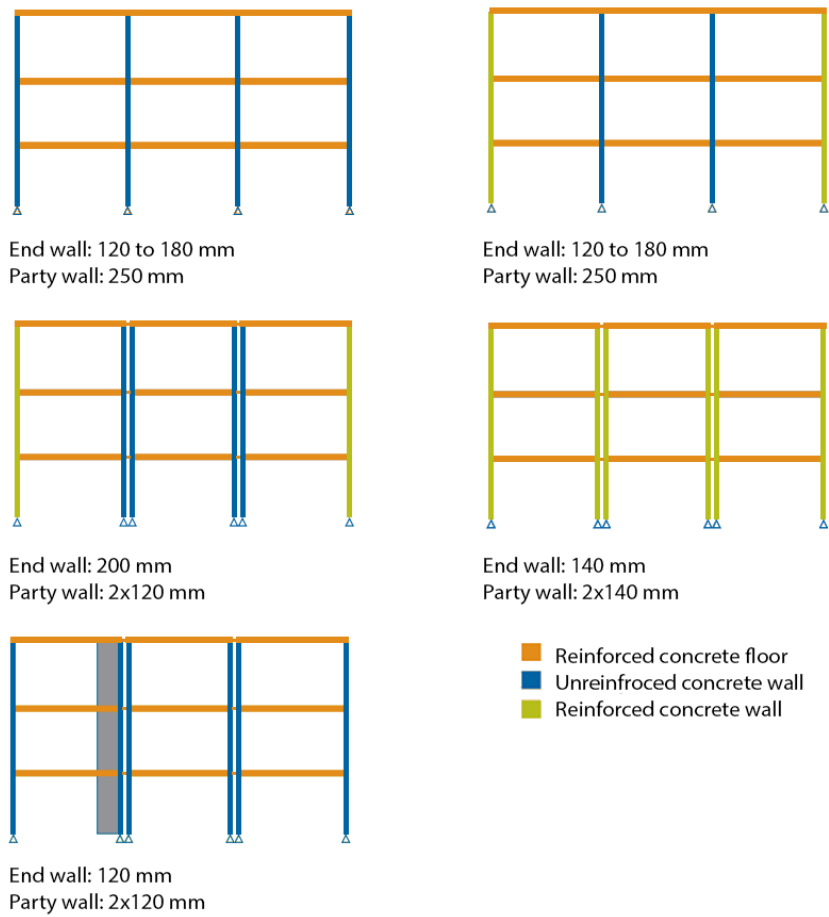 End wall: 120 to 180 mm
Party wall: 250 mm
End wall: 120 to 180 mm
Party wall: 250 mm
End wall: 200 mm
Party wall: 2x120 mm
End wall: 140 mm
Party wall: 2x140 mm
Reinforced concrete floor
Unreinfroced concrete wall
Reinforced concrete wall
End wall: 120 mm
Party wall: 2x120 mm